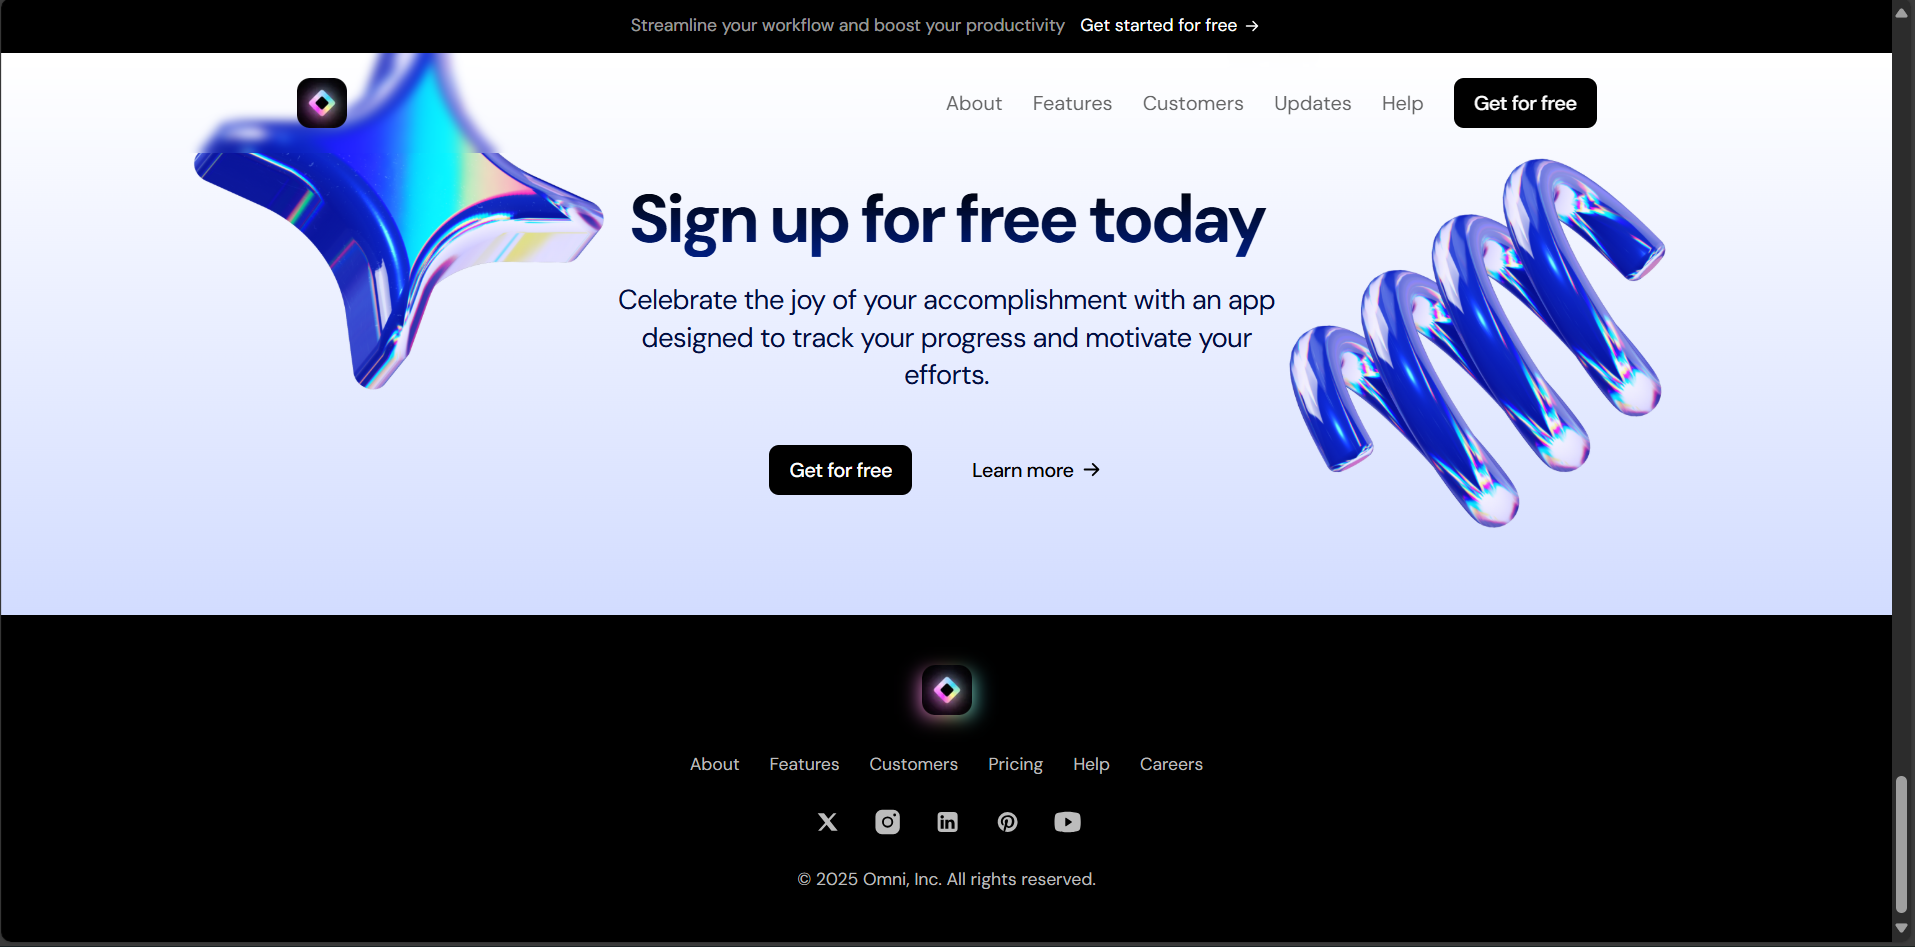 Streamline your workflow and boost your productivity Get started for free →
About Features Customers Updates Help Get for free
Sign up for free today
Celebrate the joy of your accomplishment with an app
designed to track your progress and motivate your
efforts.
Get for free Learn more →
About Features Customers Pricing Help Careers
© 2025 Omni, Inc. All rights reserved.